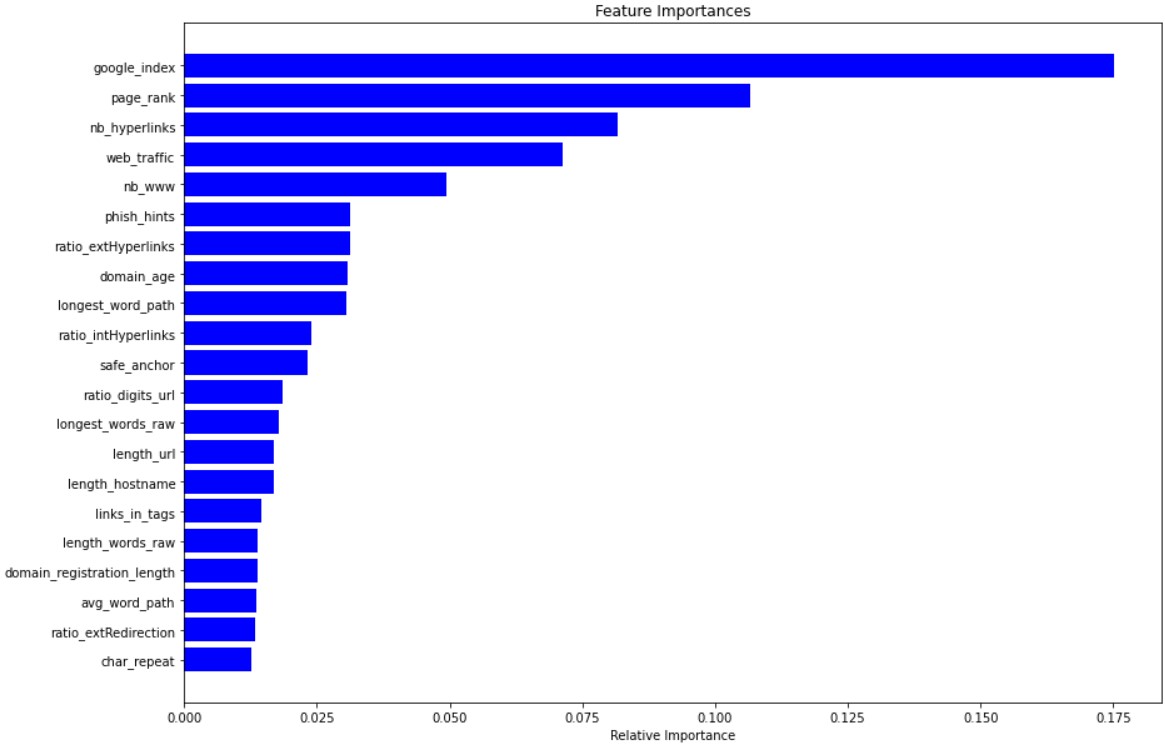 Feature Importances
google_index
page_rank
nb_hyperlinks
web_traffic
nb_www
phish_hints
ratio_extHyperlinks
domain_age
longest_word_path
ratio_intHyperlinks
safe_anchor
ratio_digits_url
longest_words_raw
length_url
length_hostname
links_in_tags
length_words_raw
domain_registration_length
avg_word_path
ratio_extRedirection
char_repeat
0.000 0.025 0.050 0.075 0.100 0.125 0.150 0.175
Relative Importance